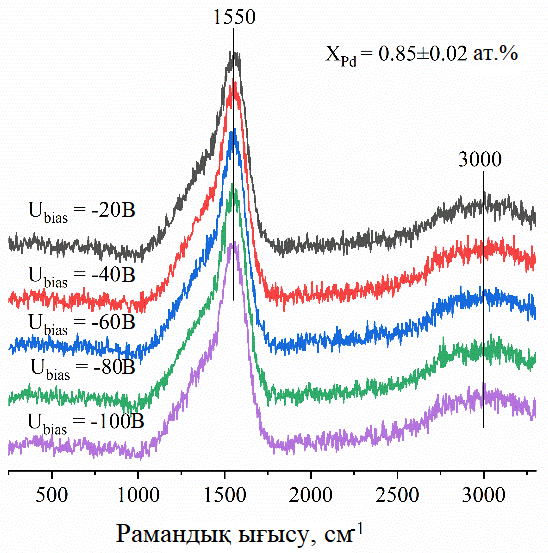 1550
X_Pd = 0.85±0.02 ат.%
3000
U_bias = -20В
U_bias = -40В
U_bias = -60В
U_bias = -80В
U_bias = -100В
500 1000 1500 2000 2500 3000
Рамандық ығысу, см⁻¹